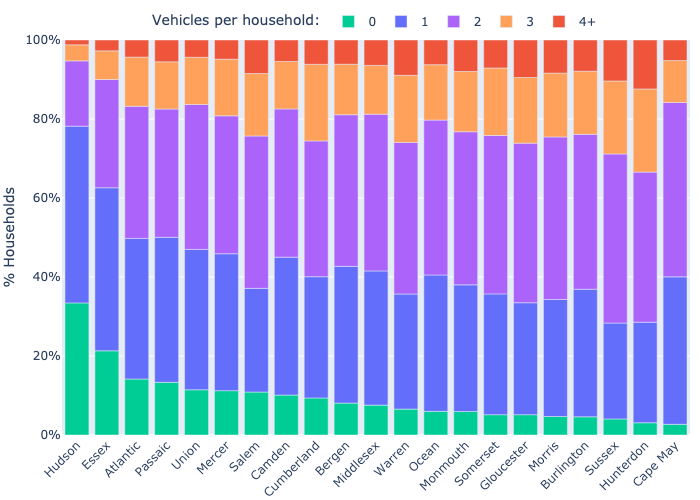 Vehicles per household: 0 1 2 3 4+
100%
80%
60%
40%
20%
0%
% Households
Hudson
Essex
Atlantic
Passaic
Union
Mercer
Salem
Camden
Cumberland
Bergen
Middlesex
Warren
Ocean
Monmouth
Somerset
Gloucester
Morris
Burlington
Sussex
Hunterdon
Cape May